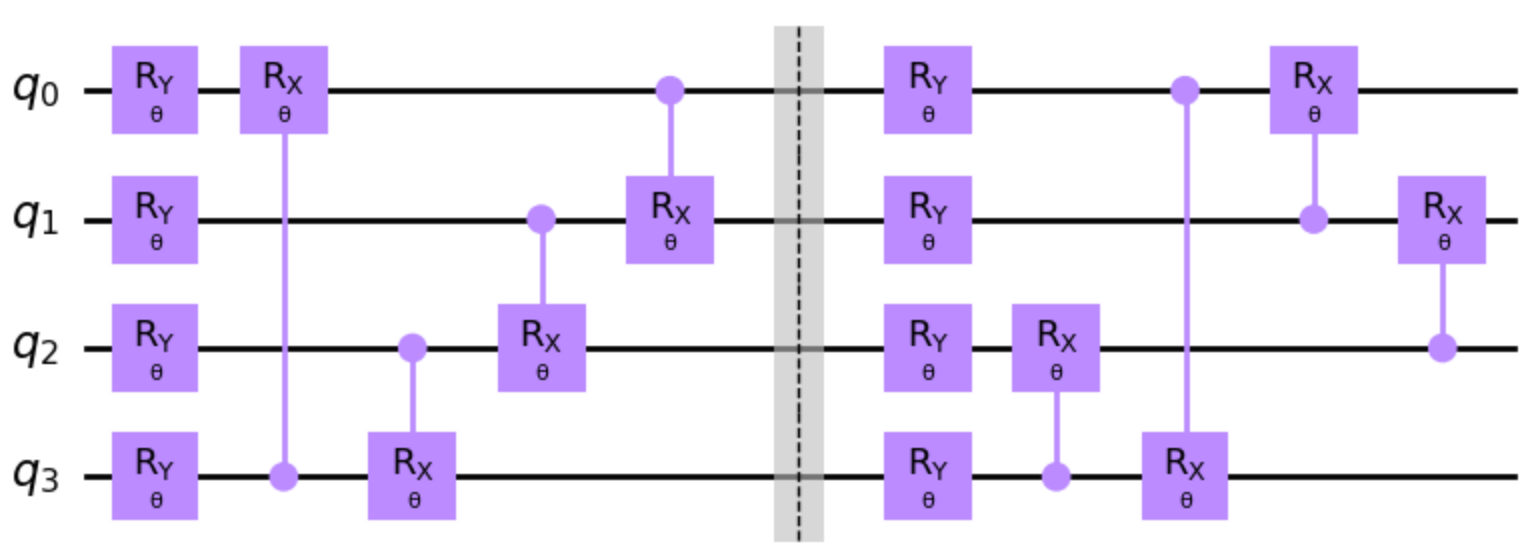 q0 RY θ RX θ RY θ RX θ
q1 RY θ RX θ RY θ RX θ
q2 RY θ RX θ RY θ RX θ
q3 RY θ RX θ RY θ RX θ